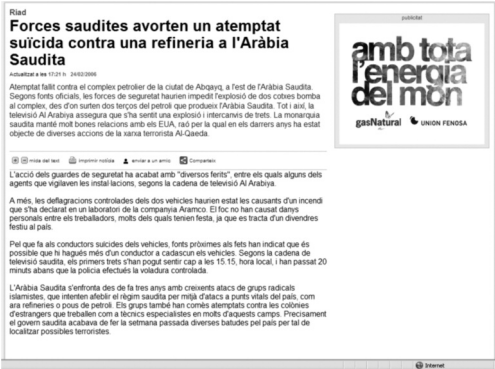 Riad
Forces saudites avorten un atemptat
suïcida contra una refineria a l'Aràbia
Saudita
Actualitzat a les 17:21 h 24/02/2006
Atemptat fallit contra el complex petrolier de la ciutat de Abqayq, a l'est de l'Aràbia Saudita.
Segons fonts oficials, les forces de seguretat haurien impedit l'explosió de dos cotxes bomba
al complex, des d'on surten dos terços del petroli que produeix l'Aràbia Saudita. Tot i així, la
televisió Al Arabiya assegura que s'ha sentit una explosió i intercanvis de trets. La monarquia
saudita manté molt bones relacions amb els EUA, raó per la qual en els darrers anys ha estat
objecte de diverses accions de la xarxa terrorista Al-Qaeda.
mida del text imprimir notícia enviar a un amic Comparteix
L'acció dels guardes de seguretat ha acabat amb "diversos ferits", entre els quals alguns dels
agents que vigilaven les instal·lacions, segons la cadena de televisió Al Arabiya.
A més, les deflagracions controlades dels dos vehicles haurien estat les causants d'un incendi
que s'ha declarat en un laboratori de la companyia Aramco. El foc no han causat danys
personals entre els treballadors, molts dels quals tenien festa, ja que es tracta d'un divendres
festiu al país.
Pel que fa als conductors suïcides dels vehicles, fonts pròximes als fets han indicat que és
possible que hi hagués més d'un conductor a cadascun els vehicles. Segons la cadena de
televisió saudita, els primers trets s'han pogut sentir cap a les 15.15, hora local, i han passat 20
minuts abans que la policia efectués la voladura controlada.
L'Aràbia Saudita s'enfronta des de fa tres anys amb creixents atacs de grups radicals
islamistes, que intenten afeblir el règim saudita per mitjà d'atacs a punts vitals del país, com
ara refineries o pous de petroli. Els grups també han comès atemptats contra les colònies
d'estrangers que treballen com a tècnics especialistes en molts d'aquests camps. Precisament
el govern saudita acabava de fer la setmana passada diverses batudes pel país per tal de
localitzar possibles terroristes.
publicitat
amb tota
l'energia
del món
gasNatural UNION FENOSA
Internet